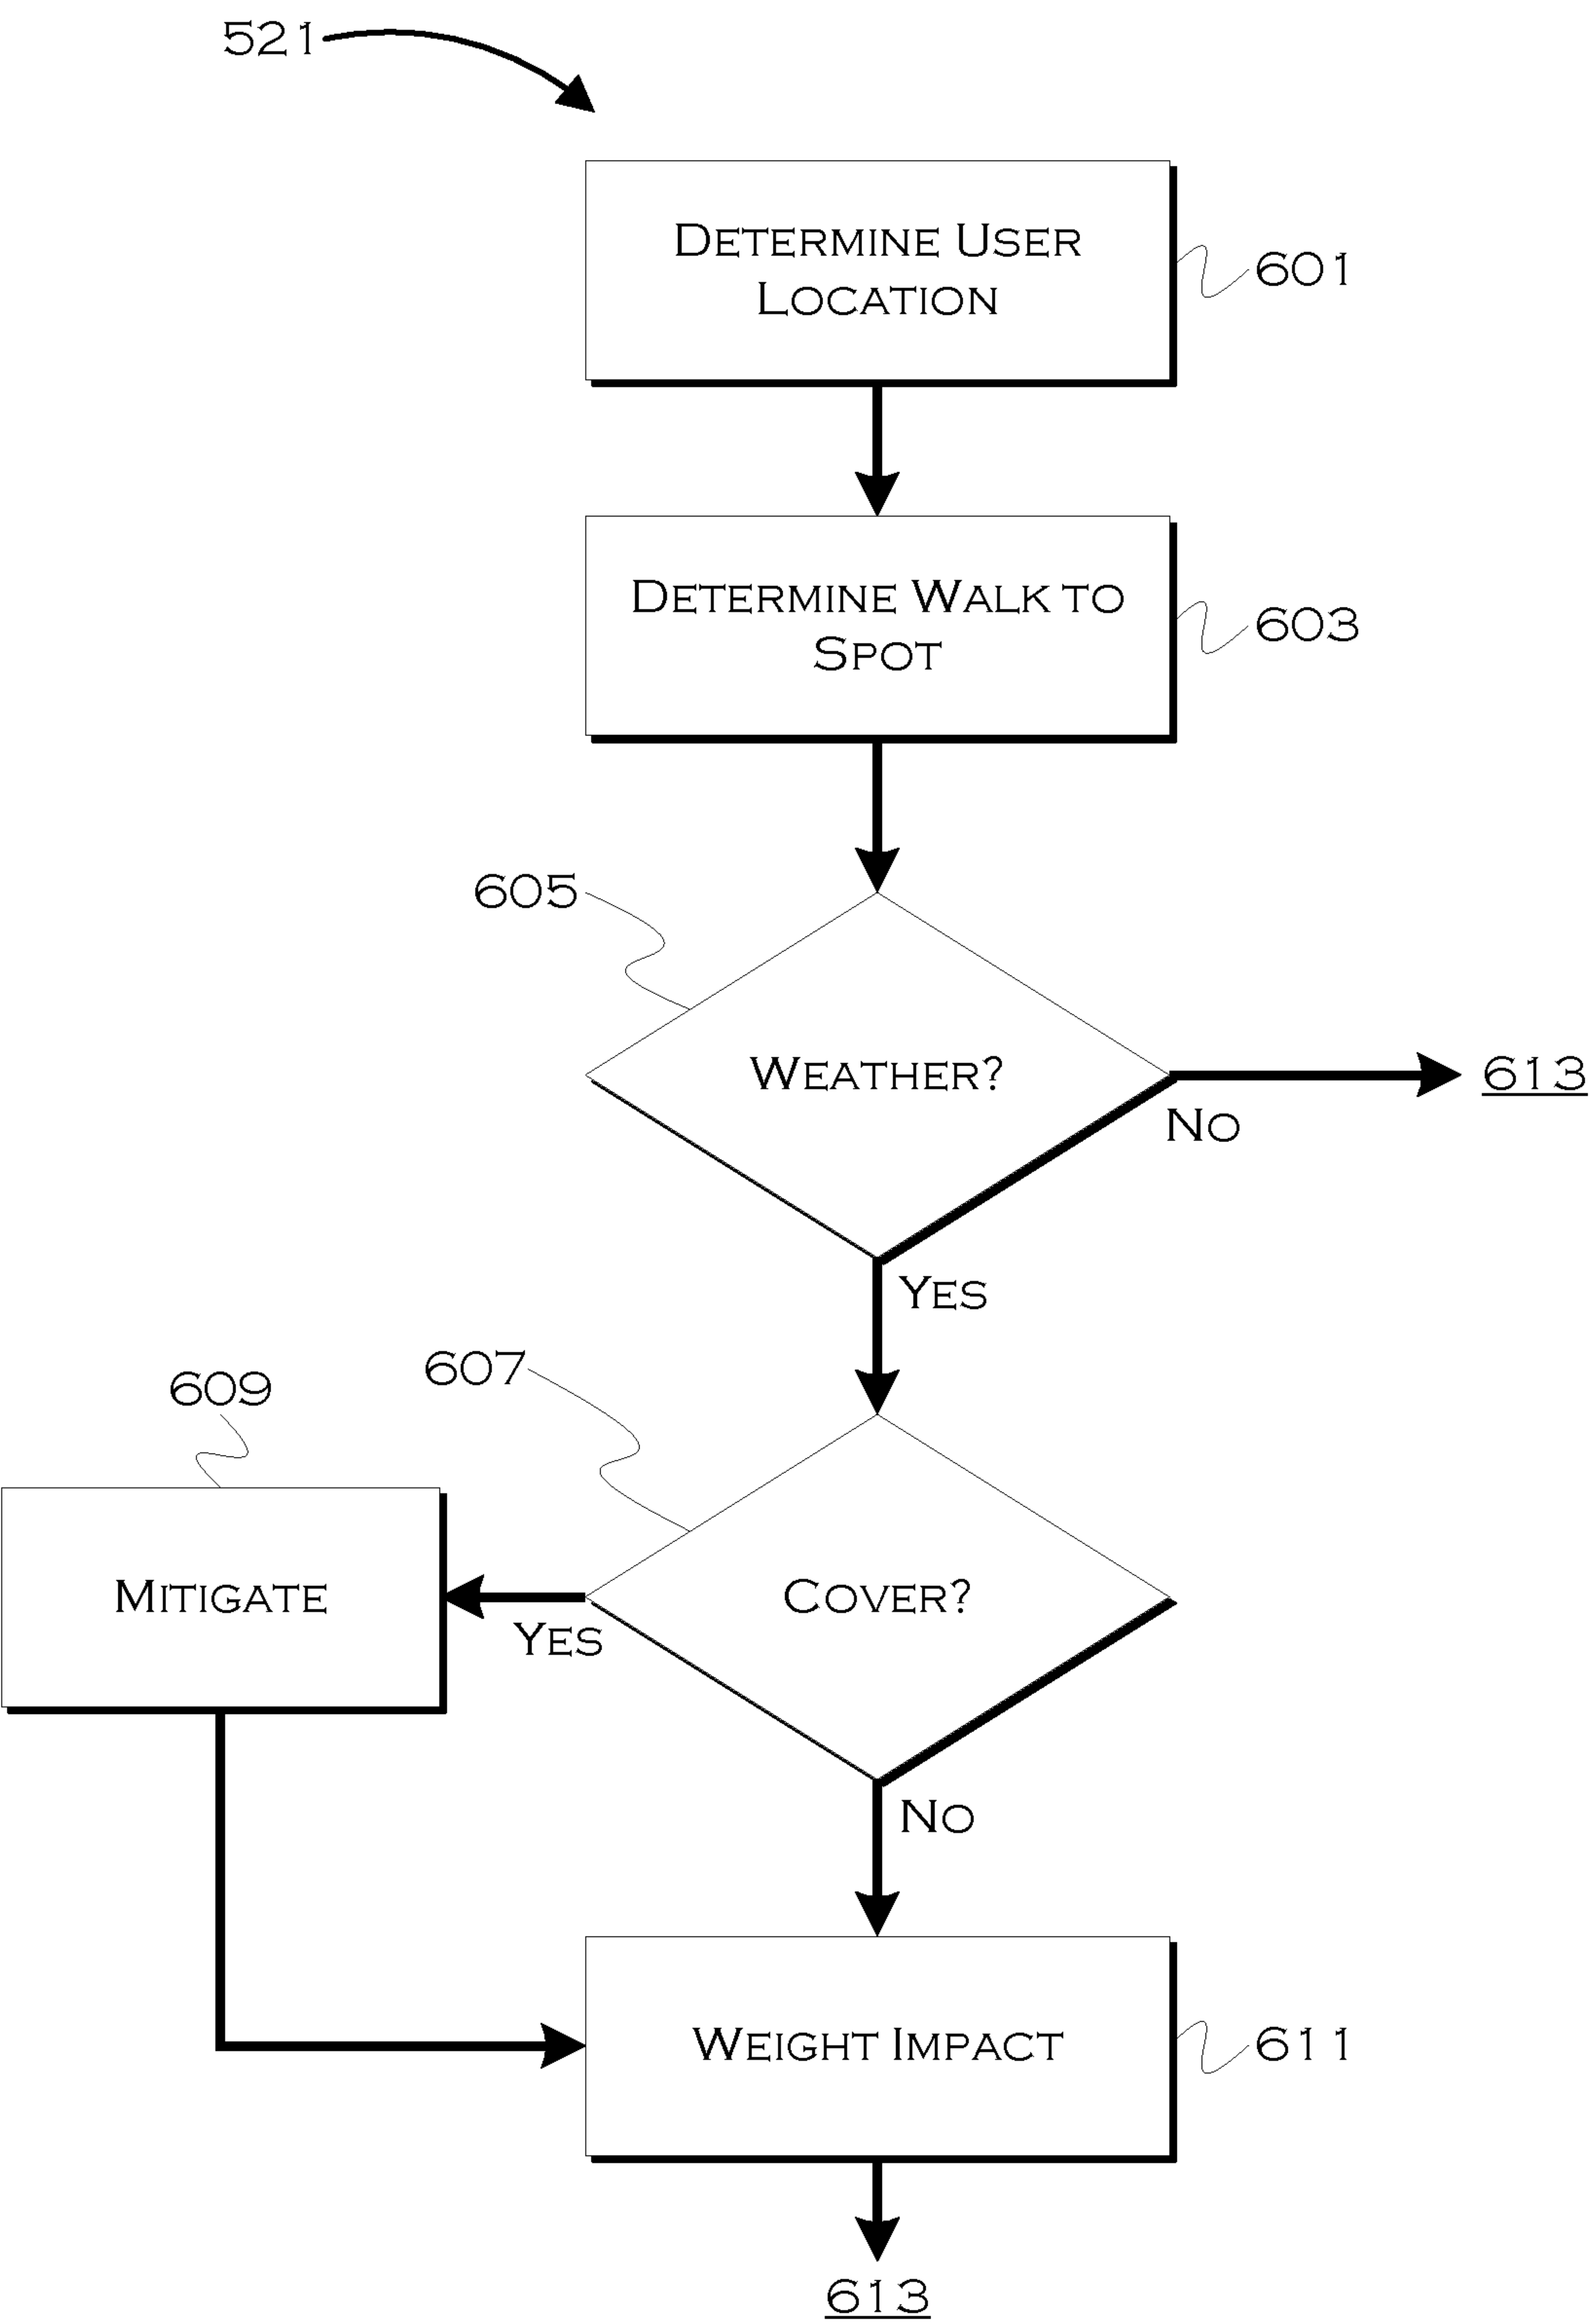 521
DETERMINE USER
LOCATION
601
DETERMINE WALK TO
SPOT
603
605
WEATHER?
613
NO
YES
607
609
MITIGATE
COVER?
YES
NO
WEIGHT IMPACT
611
613